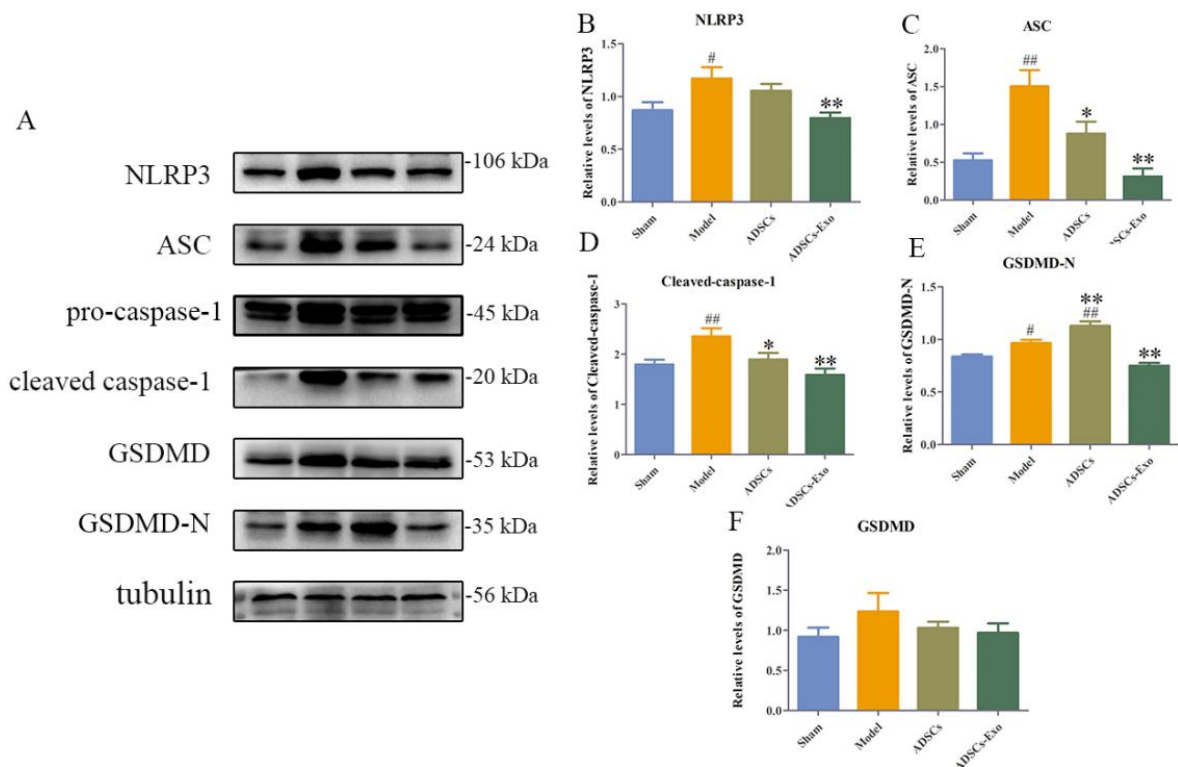 A
NLRP3
-106 kDa
ASC
-24 kDa
pro-caspase-1
-45 kDa
cleaved caspase-1
-20 kDa
GSDMD
-53 kDa
GSDMD-N
-35 kDa
tubulin
-56 kDa
B
NLRP3
Relative levels of NLRP3
1.5
1.0
0.5
0.0
#
**
Sham
Model
ADSCs
ADSCs-Exo
C
ASC
Relative levels of ASC
2.0
1.5
1.0
0.5
0.0
##
*
**
Sham
Model
ADSCs
DSCs-Exo
D
Cleaved-caspase-1
Relative levels of Cleaved-caspase-1
3
2
1
0
##
*
**
Sham
Model
ADSCs
ADSCs-Exo
E
GSDMD-N
Relative levels of GSDMD-N
1.5
1.0
0.5
0.0
#
**
##
**
Sham
Model
ADSCs
ADSCs-Exo
F
GSDMD
Relative levels of GSDMD
2.0
1.5
1.0
0.5
0.0
Sham
Model
ADSCs
ADSCs-Exo